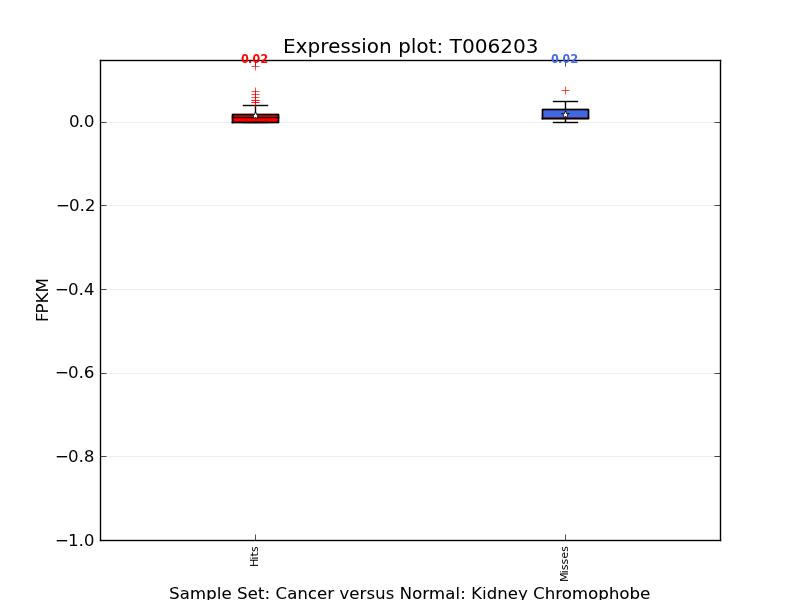 Expression plot: T006203
0.02
0.02
0.0
−0.2
−0.4
−0.6
−0.8
−1.0
FPKM
Hits
Misses
Sample Set: Cancer versus Normal: Kidney Chromophobe